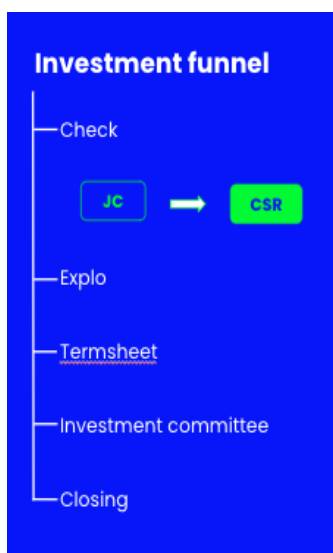 Investment funnel
Check
JC CSR
Explo
Termsheet
Investment committee
Closing